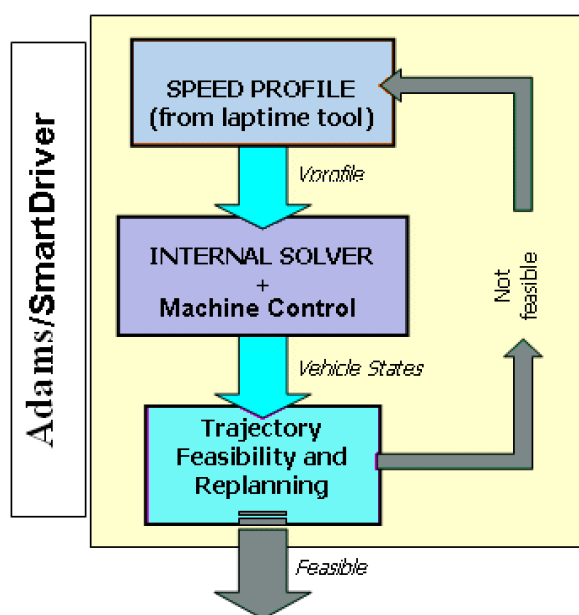 Adams/SmartDriver
SPEED PROFILE
(from laptime tool)
Vprofile
INTERNAL SOLVER
+
Machine Control
Vehicle States
Trajectory
Feasibility and
Replanning
Not
feasible
Feasible